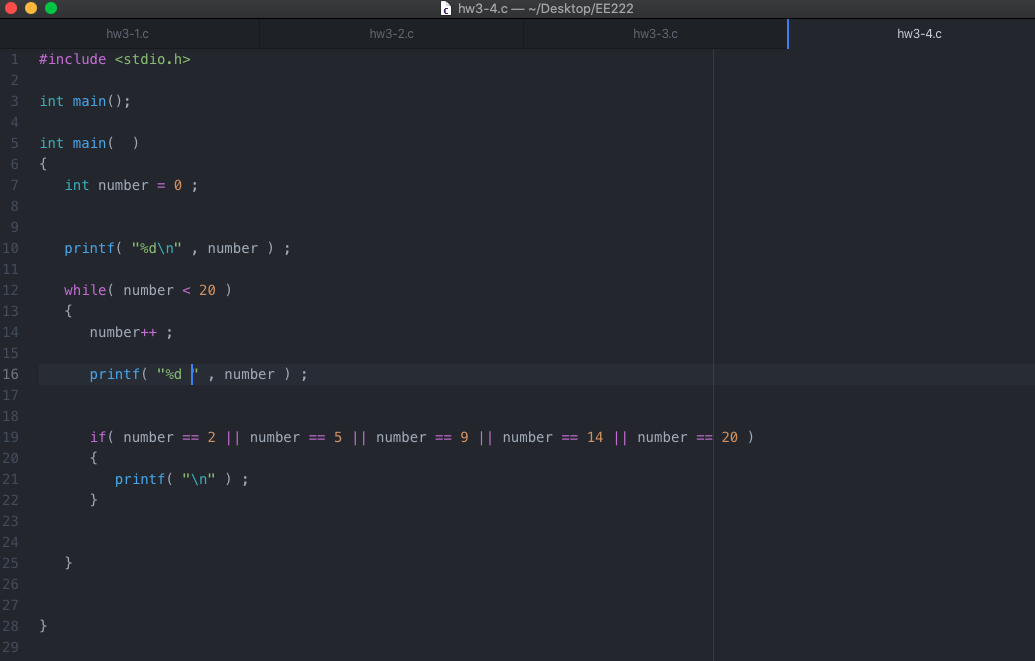 hw3-4.c — ~/Desktop/EE222
hw3-1.c hw3-2.c hw3-3.c hw3-4.c
1 #include <stdio.h>
2
3 int main();
4
5 int main(  )
6 {
7    int number = 0 ;
8
9
10    printf( "%d\n" , number ) ;
11
12    while( number < 20 )
13    {
14       number++ ;
15
16       printf( "%d " , number ) ;
17
18
19       if( number == 2 || number == 5 || number == 9 || number == 14 || number == 20 )
20       {
21          printf( "\n" ) ;
22       }
23
24
25    }
26
27
28 }
29